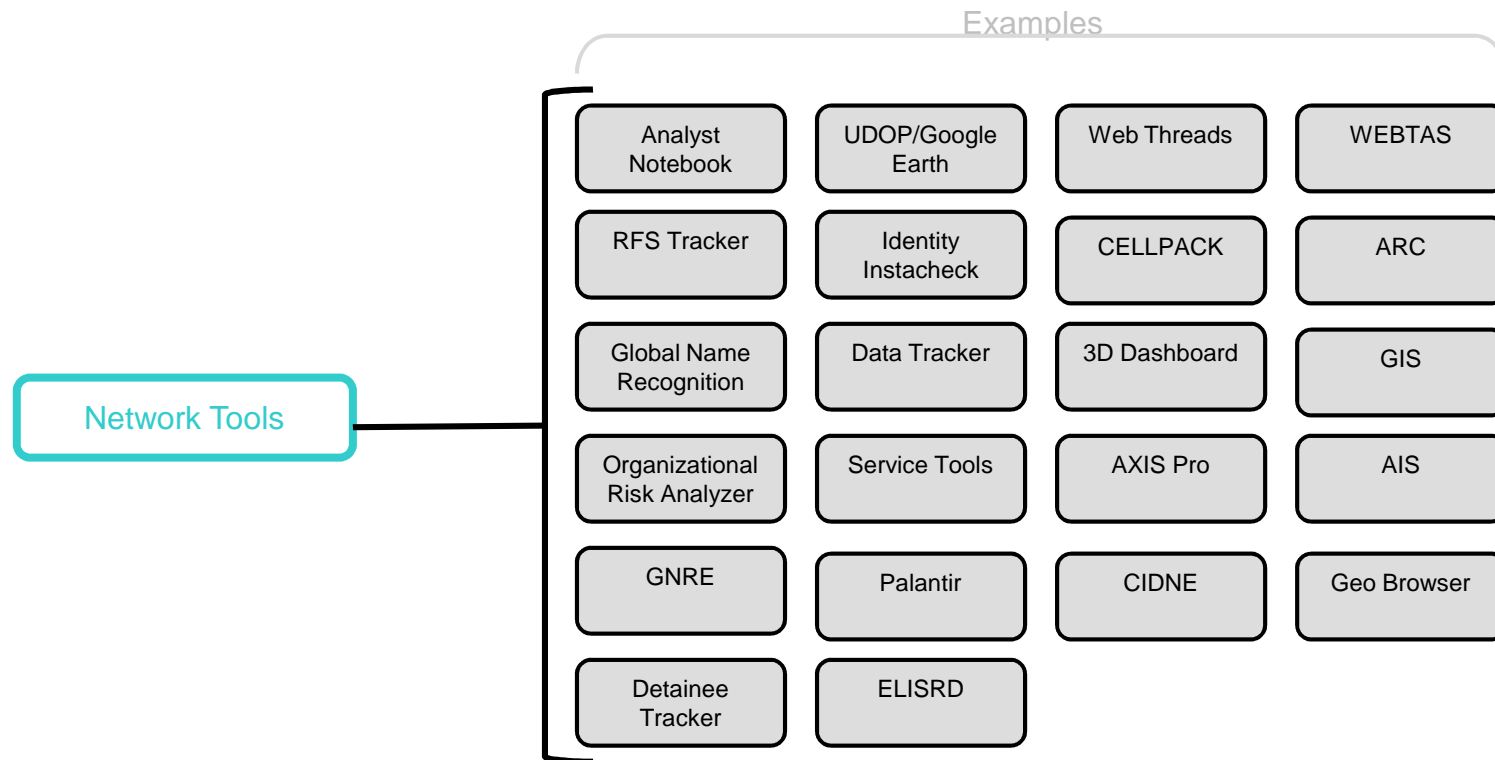 Examples
Analyst
Notebook
UDOP/Google
Earth
Web Threads
WEBTAS
RFS Tracker
Identity
Instacheck
CELLPACK
ARC
Global Name
Recognition
Data Tracker
3D Dashboard
GIS
Network Tools
Organizational
Risk Analyzer
Service Tools
AXIS Pro
AIS
GNRE
Palantir
CIDNE
Geo Browser
Detainee
Tracker
ELISRD